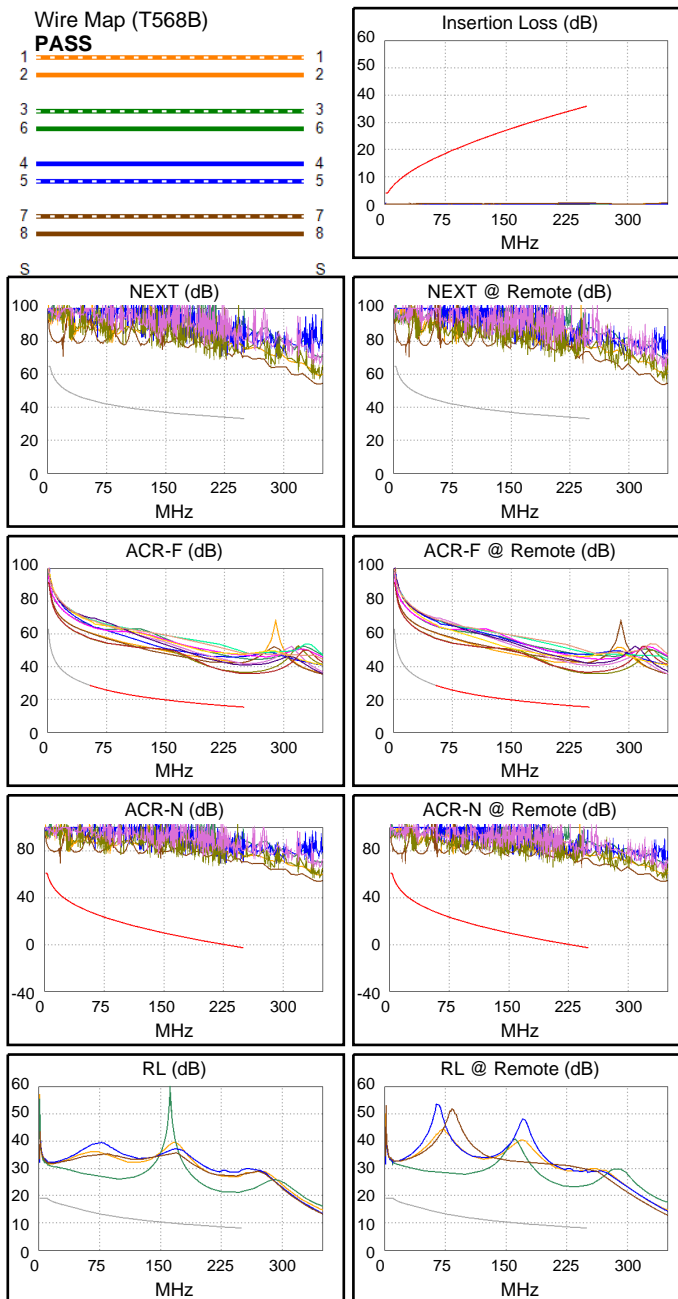 Wire Map (T568B)
PASS
1 1
2 2
3 3
6 6
4 4
5 5
7 7
8 8
S S
Insertion Loss (dB)
60
50
40
30
20
10
0
0 75 150 225 300
MHz
NEXT (dB)
100
80
60
40
20
0
0 75 150 225 300
MHz
NEXT @ Remote (dB)
100
80
60
40
20
0
0 75 150 225 300
MHz
ACR-F (dB)
100
80
60
40
20
0
0 75 150 225 300
MHz
ACR-F @ Remote (dB)
100
80
60
40
20
0
0 75 150 225 300
MHz
ACR-N (dB)
80
40
0
-40
0 75 150 225 300
MHz
ACR-N @ Remote (dB)
80
40
0
-40
0 75 150 225 300
MHz
RL (dB)
60
50
40
30
20
10
0
0 75 150 225 300
MHz
RL @ Remote (dB)
60
50
40
30
20
10
0
0 75 150 225 300
MHz